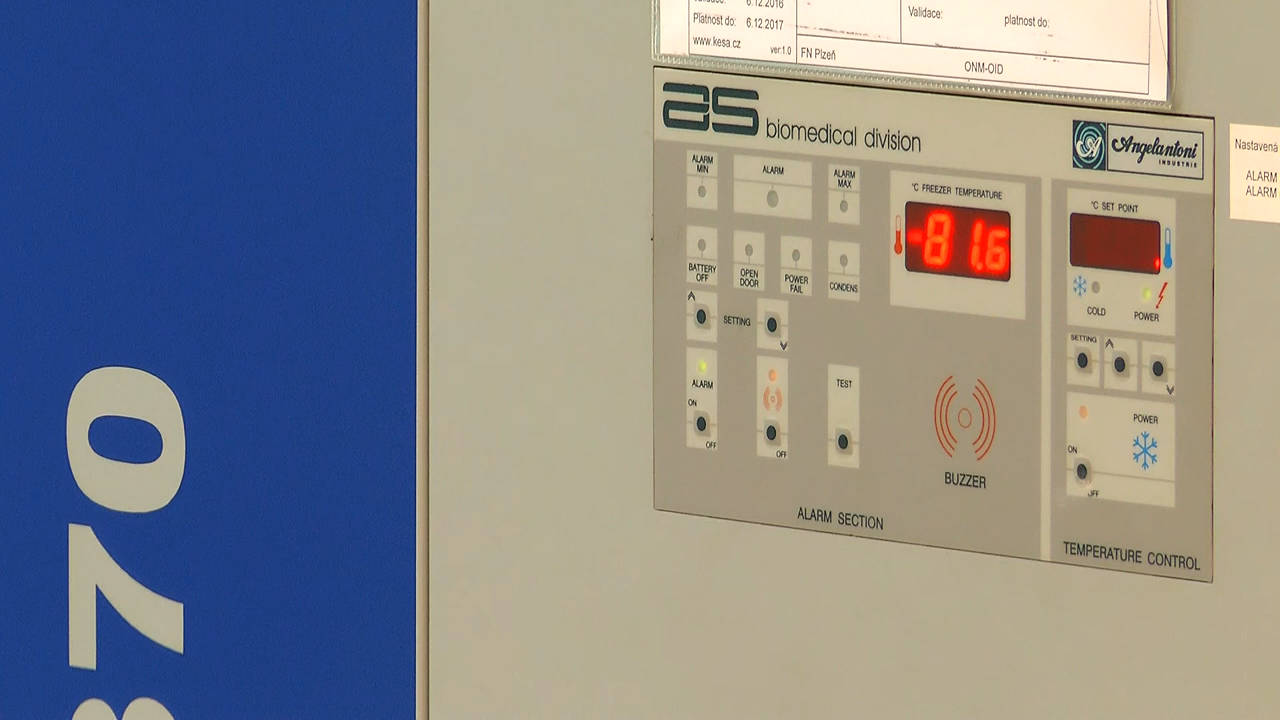 Validace: 6.12.2016
Platnost do: 6.12.2017
www.kesa.cz ver:1.0
Validace: platnost do:
FN Plzeň
ONM-OID
as biomedical division
Angelantoni
INDUSTRIE
Nastavená
ALARM
ALARM
ALARM MIN
ALARM
ALARM MAX
°C FREEZER TEMPERATURE
-81.6
°C SET POINT
BATTERY OFF
OPEN DOOR
POWER FAIL
CONDENS
COLD
POWER
SETTING
SETTING
ALARM
ON
OFF
OFF
TEST
BUZZER
POWER
ON
OFF
ALARM SECTION
TEMPERATURE CONTROL
870